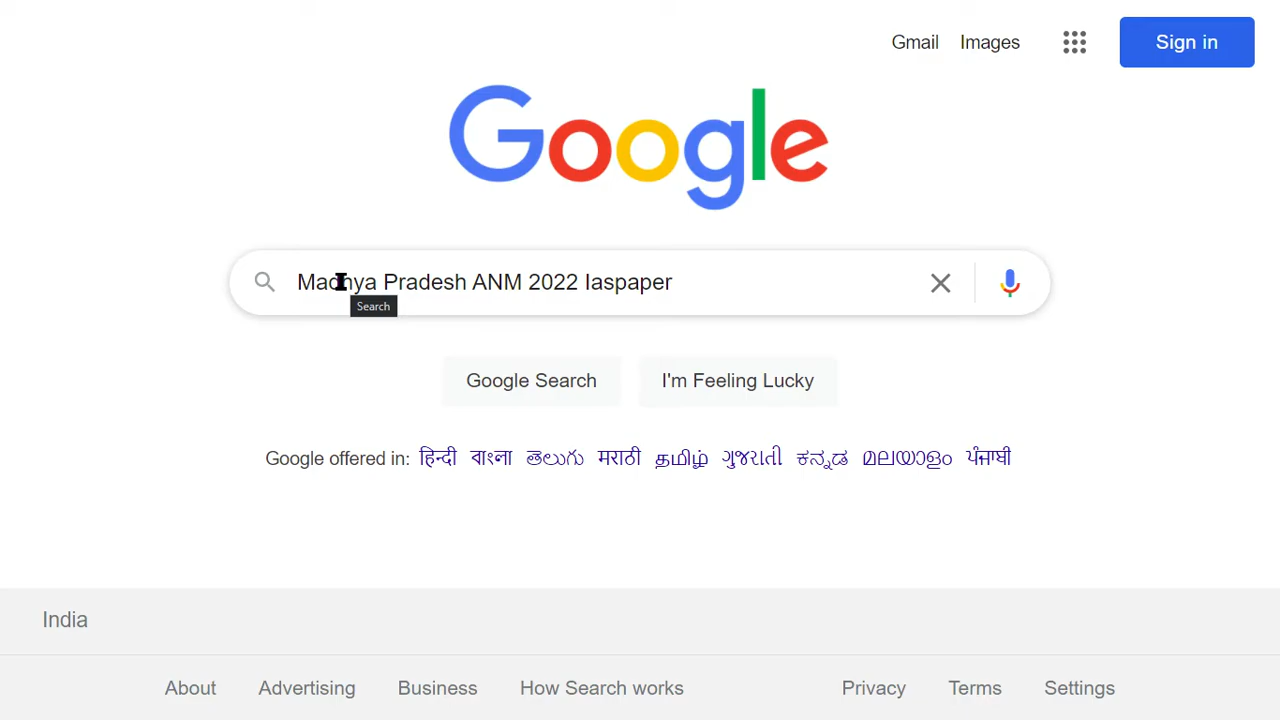 Gmail Images Sign in
Google
Madhya Pradesh ANM 2022 Iaspaper
Search
Google Search I'm Feeling Lucky
Google offered in: हिन्दी বাংলা తెలుగు मराठी தமிழ் ગુજરાતી ಕನ್ನಡ മലയാളം ਪੰਜਾਬੀ
India
About Advertising Business How Search works Privacy Terms Settings